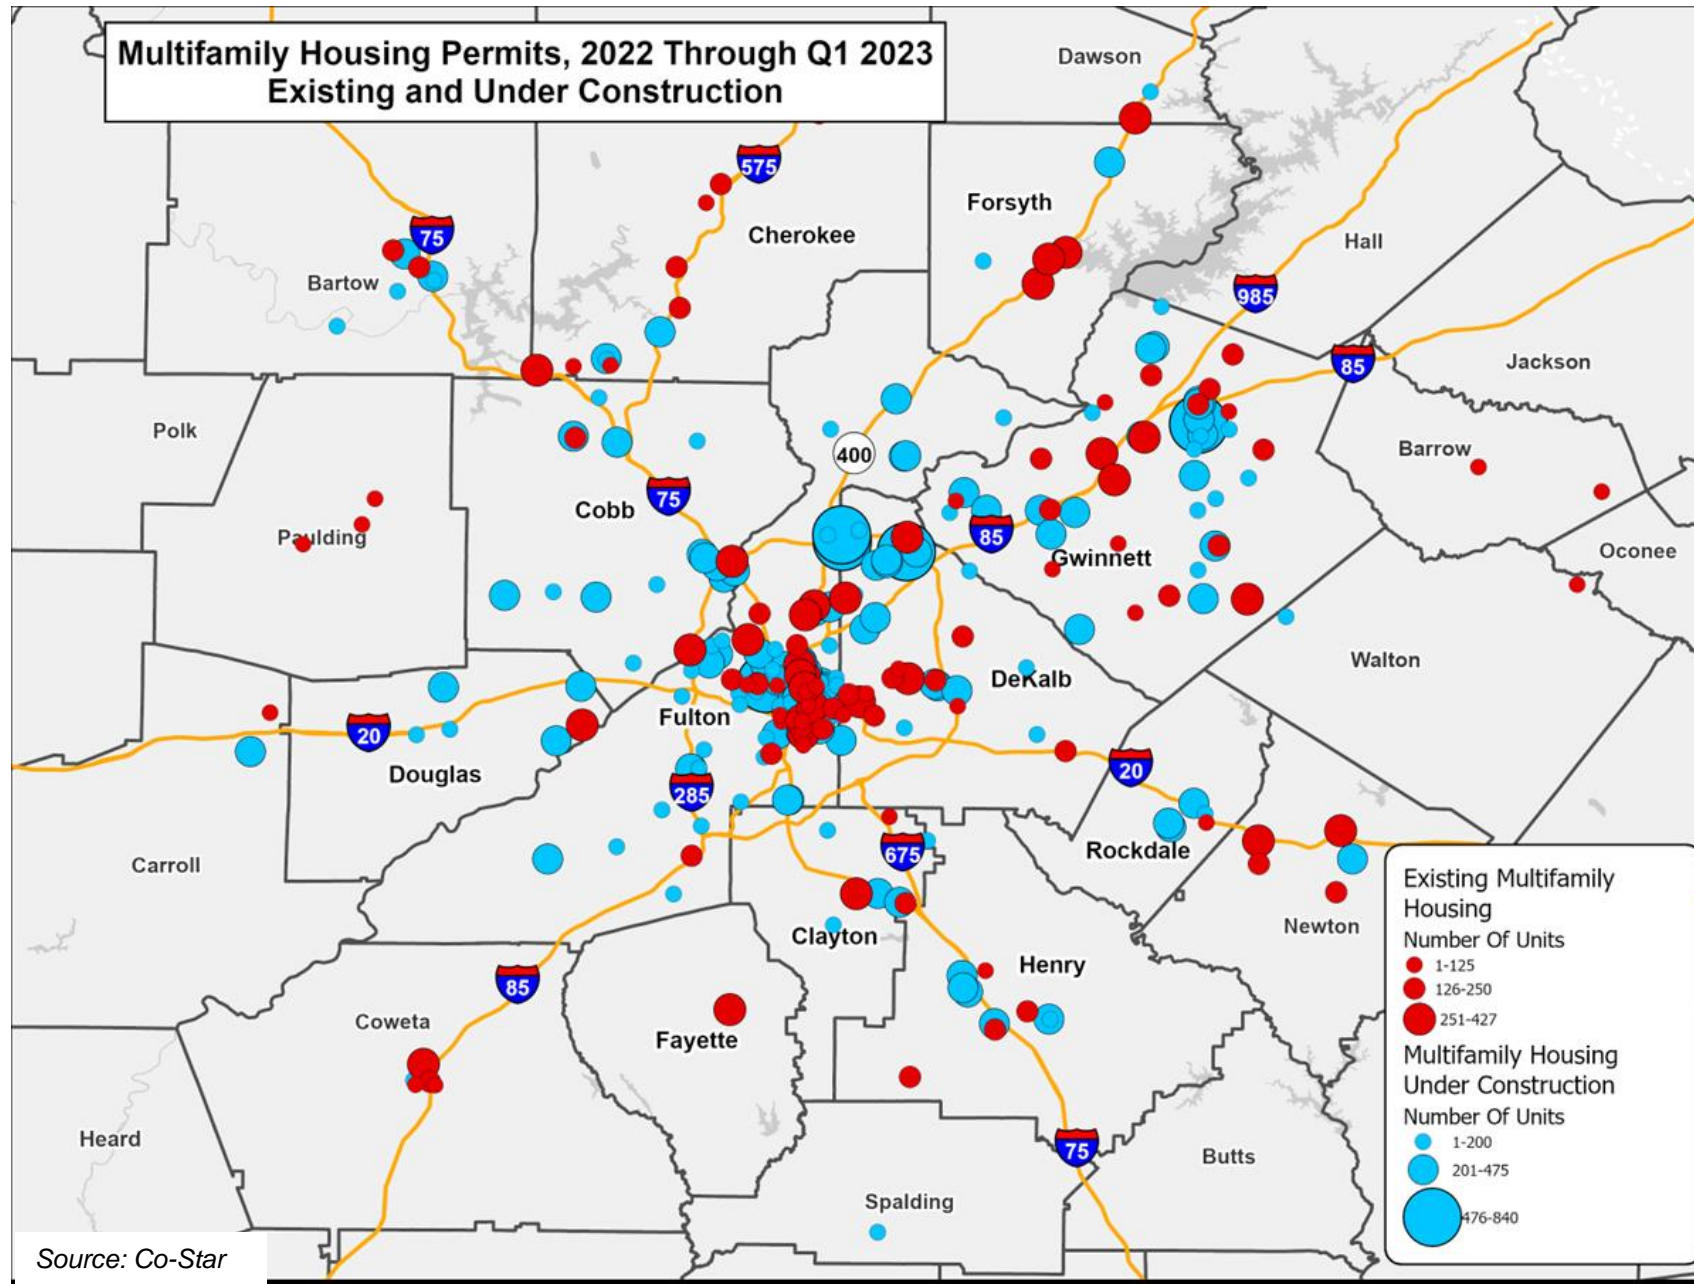 Multifamily Housing Permits, 2022 Through Q1 2023
Existing and Under Construction
Dawson
575
Forsyth
Cherokee
75
Hall
Bartow
985
85
Jackson
Polk
400
Barrow
75
Cobb
Paulding
85
Gwinnett
Oconee
Walton
DeKalb
Fulton
20
Douglas
20
285
675
Rockdale
Carroll
Clayton
Newton
Henry
85
Coweta
Fayette
Heard
75
Butts
Spalding
Existing Multifamily
Housing
Number Of Units
1-125
126-250
251-427
Multifamily Housing
Under Construction
Number Of Units
1-200
201-475
476-840
Source: Co-Star